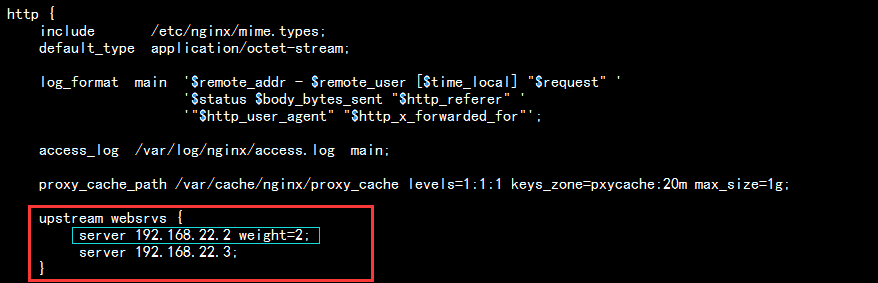 http {
    include       /etc/nginx/mime.types;
    default_type  application/octet-stream;
    log_format  main  '$remote_addr - $remote_user [$time_local] "$request" '
                      '$status $body_bytes_sent "$http_referer" '
                      '"$http_user_agent" "$http_x_forwarded_for"';
    access_log  /var/log/nginx/access.log  main;
    proxy_cache_path /var/cache/nginx/proxy_cache levels=1:1:1 keys_zone=pxycache:20m max_size=1g;
    upstream websrvs {
         server 192.168.22.2 weight=2;
         server 192.168.22.3;
    }